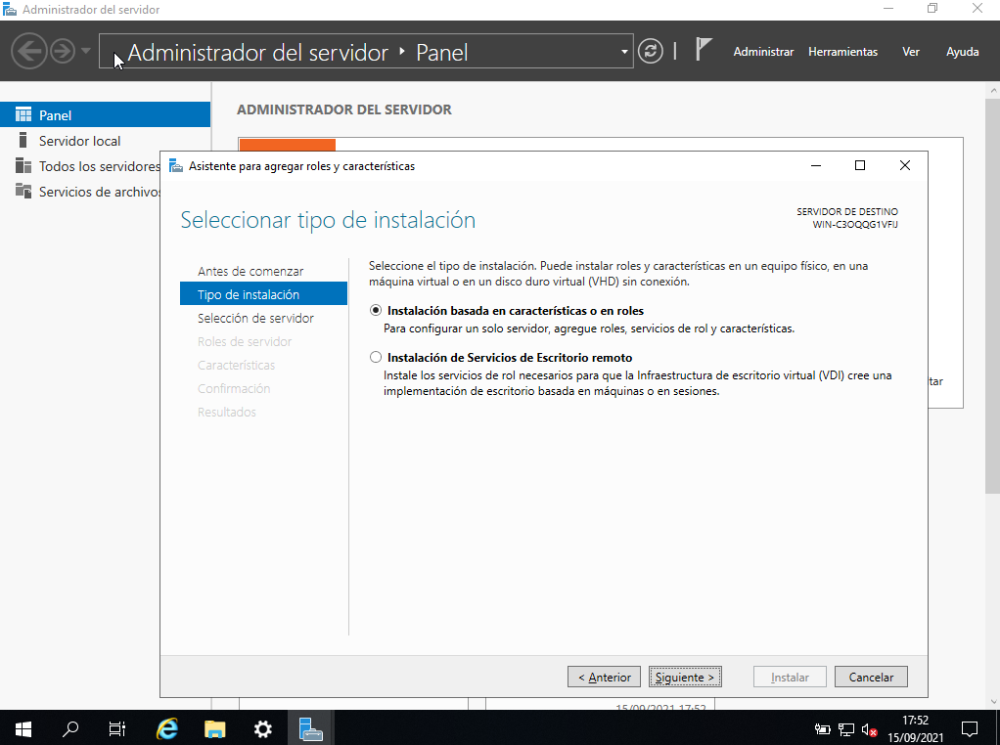 Administrador del servidor
Administrador del servidor Panel
Administrar Herramientas Ver Ayuda
Panel
Servidor local
Todos los servidores
Servicios de archivos
ADMINISTRADOR DEL SERVIDOR
Asistente para agregar roles y características
Seleccionar tipo de instalación
SERVIDOR DE DESTINO
WIN-C3OQQG1VFIJ
Antes de comenzar
Tipo de instalación
Selección de servidor
Roles de servidor
Características
Confirmación
Resultados
Seleccione el tipo de instalación. Puede instalar roles y características en un equipo físico, en una
máquina virtual o en un disco duro virtual (VHD) sin conexión.
Instalación basada en características o en roles
Para configurar un solo servidor, agregue roles, servicios de rol y características.
Instalación de Servicios de Escritorio remoto
Instale los servicios de rol necesarios para que la Infraestructura de escritorio virtual (VDI) cree una
implementación de escritorio basada en máquinas o en sesiones.
tar
< Anterior Siguiente > Instalar Cancelar
15/09/2021 17:52
17:52
15/09/2021